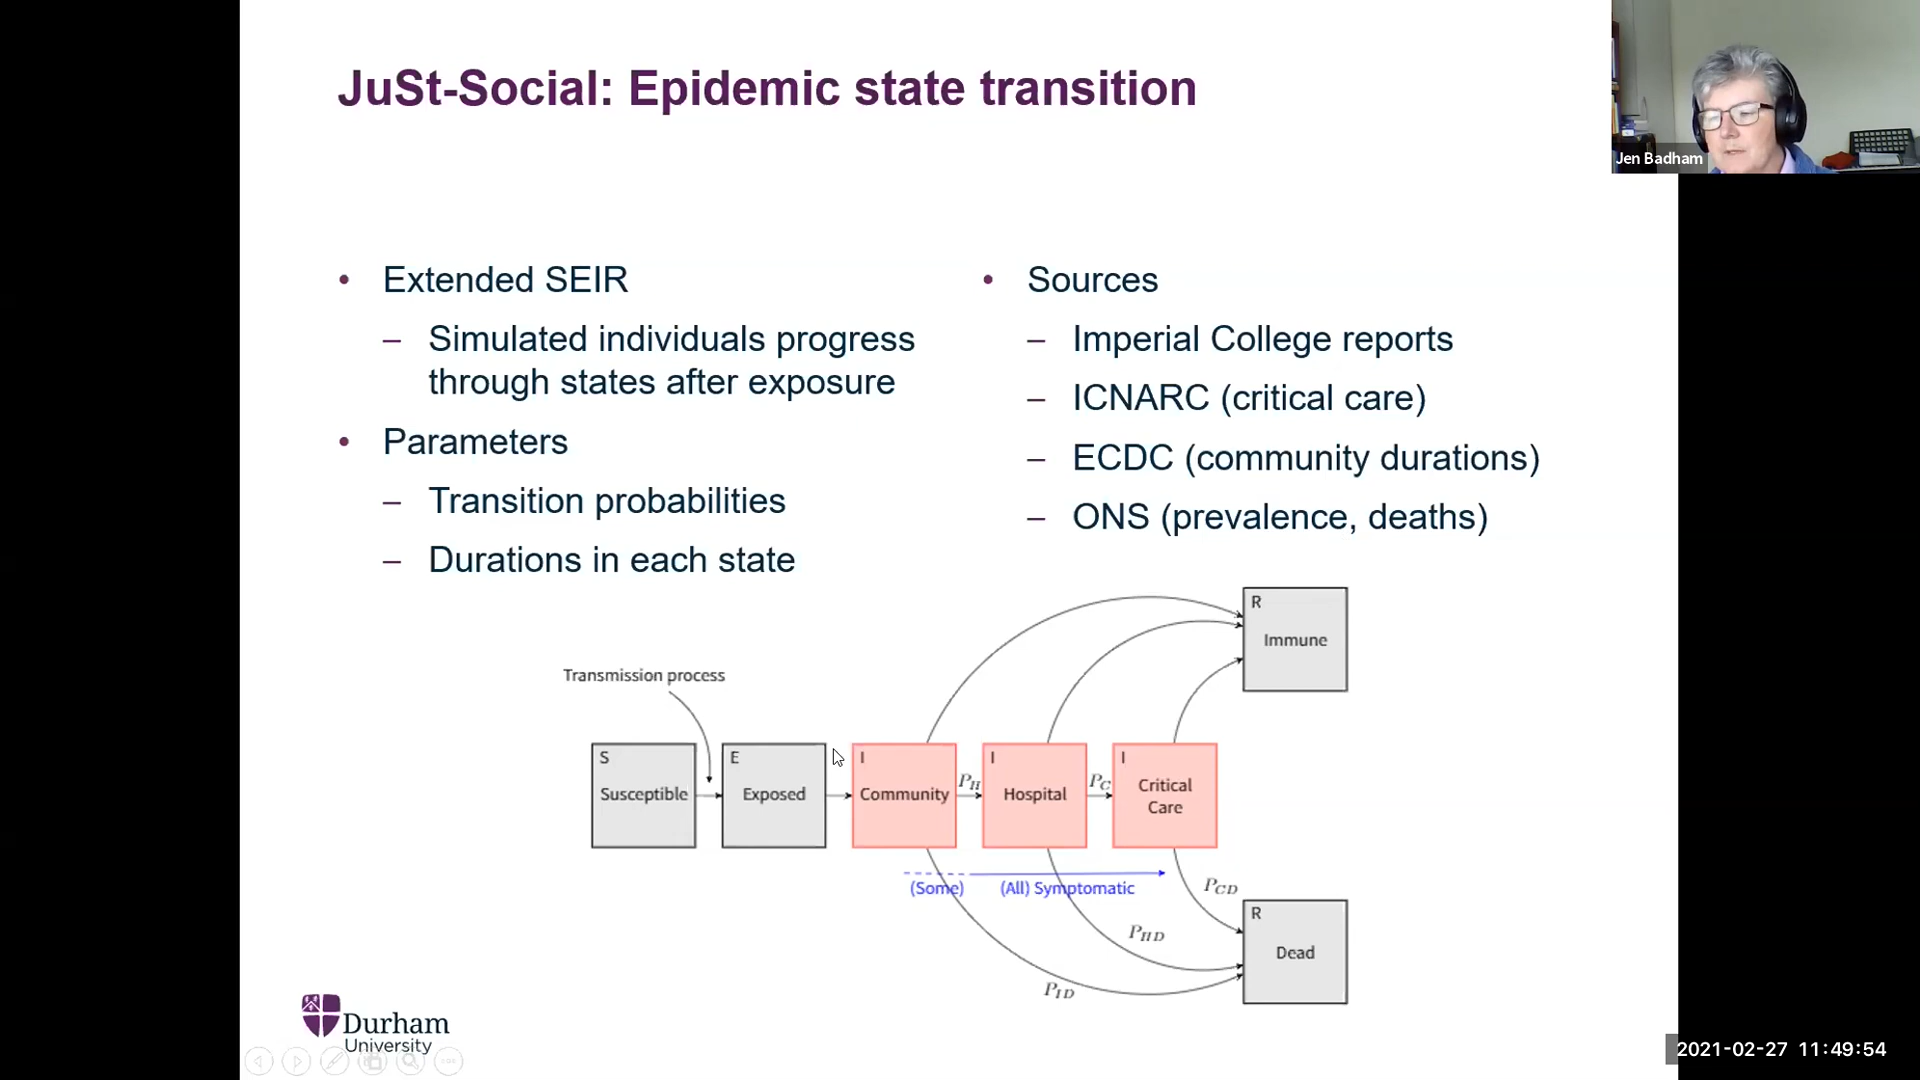 JuSt-Social: Epidemic state transition
Jen Badham
• Extended SEIR
– Simulated individuals progress
through states after exposure
• Parameters
– Transition probabilities
– Durations in each state
• Sources
– Imperial College reports
– ICNARC (critical care)
– ECDC (community durations)
– ONS (prevalence, deaths)
R
Immune
Transmission process
S
Susceptible
E
Exposed
I
Community
P_H
I
Hospital
P_C
I
Critical
Care
(Some)
(All) Symptomatic
P_CD
P_HD
P_ID
R
Dead
Durham
University
2021-02-27 11:49:54